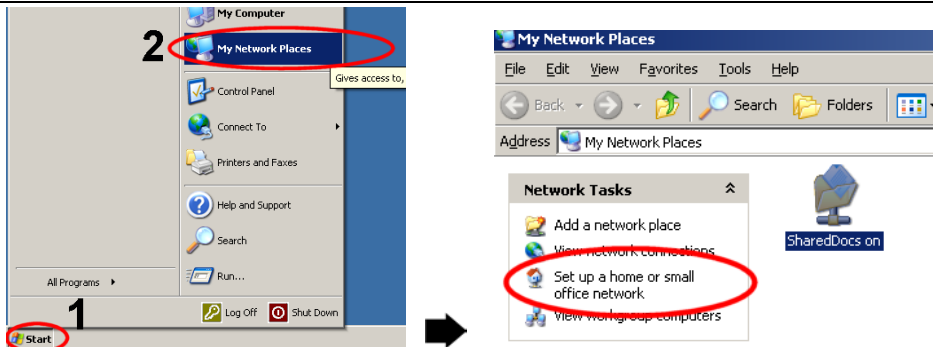 My Computer
2
My Network Places
Gives access to,
Control Panel
Connect To
Printers and Faxes
Help and Support
Search
All Programs
Run...
1
Log Off
Shut Down
Start
My Network Places
File Edit View Favorites Tools Help
Back Search Folders
Address My Network Places
Network Tasks
Add a network place
View network connections
Set up a home or small
office network
View workgroup computers
SharedDocs on